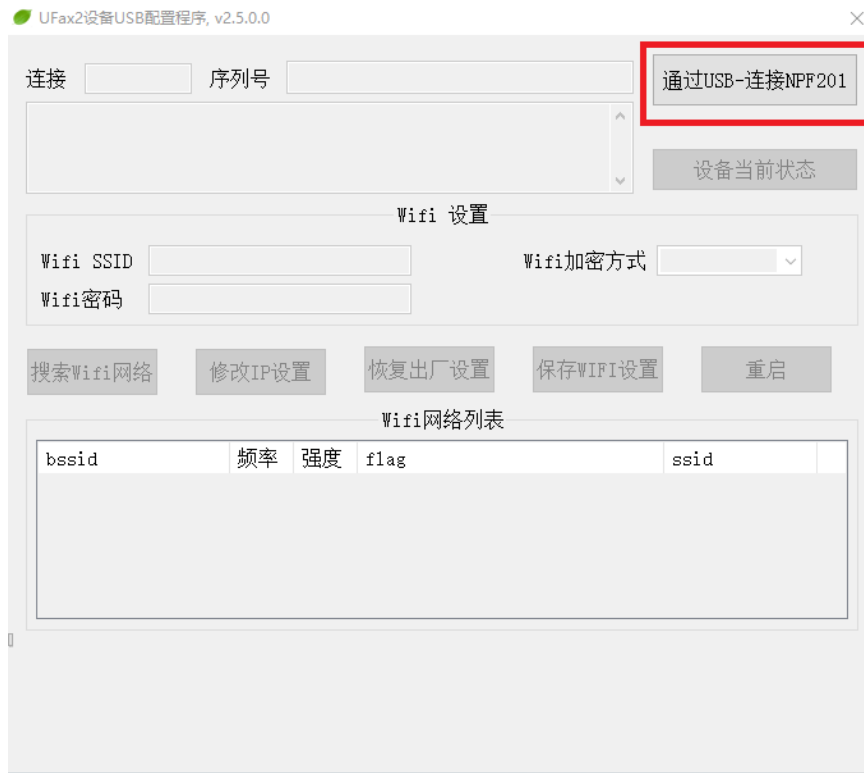 UFax2设备USB配置程序, v2.5.0.0
连接 序列号 通过USB-连接NPF201
设备当前状态
Wifi 设置
Wifi SSID Wifi加密方式
Wifi密码
搜索Wifi网络 修改IP设置 恢复出厂设置 保存WIFI设置 重启
Wifi网络列表
bssid 频率 强度 flag ssid